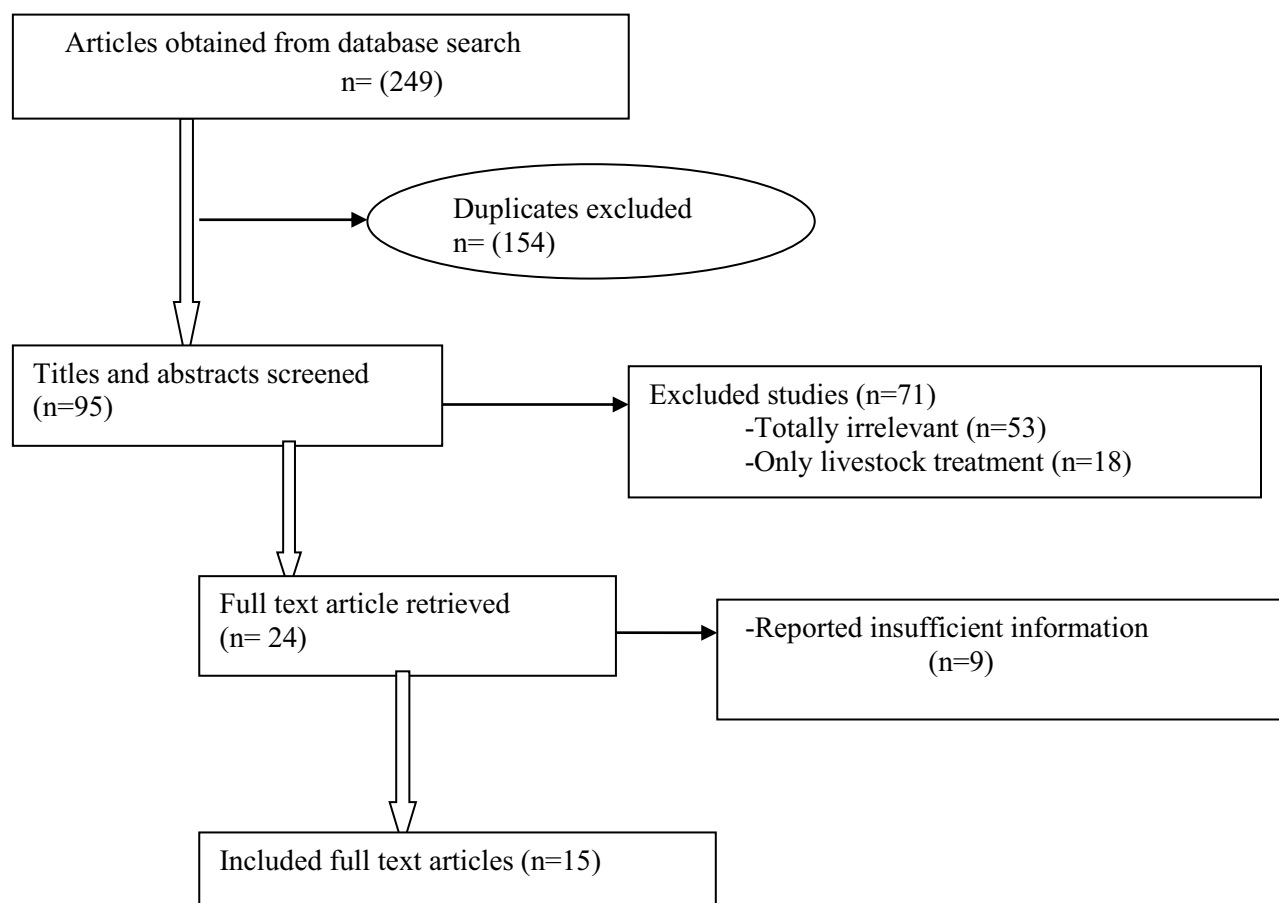 Articles obtained from database search
n= (249)
Duplicates excluded
n= (154)
Titles and abstracts screened
(n=95)
Excluded studies (n=71)
-Totally irrelevant (n=53)
-Only livestock treatment (n=18)
Full text article retrieved
(n= 24)
-Reported insufficient information
(n=9)
Included full text articles (n=15)